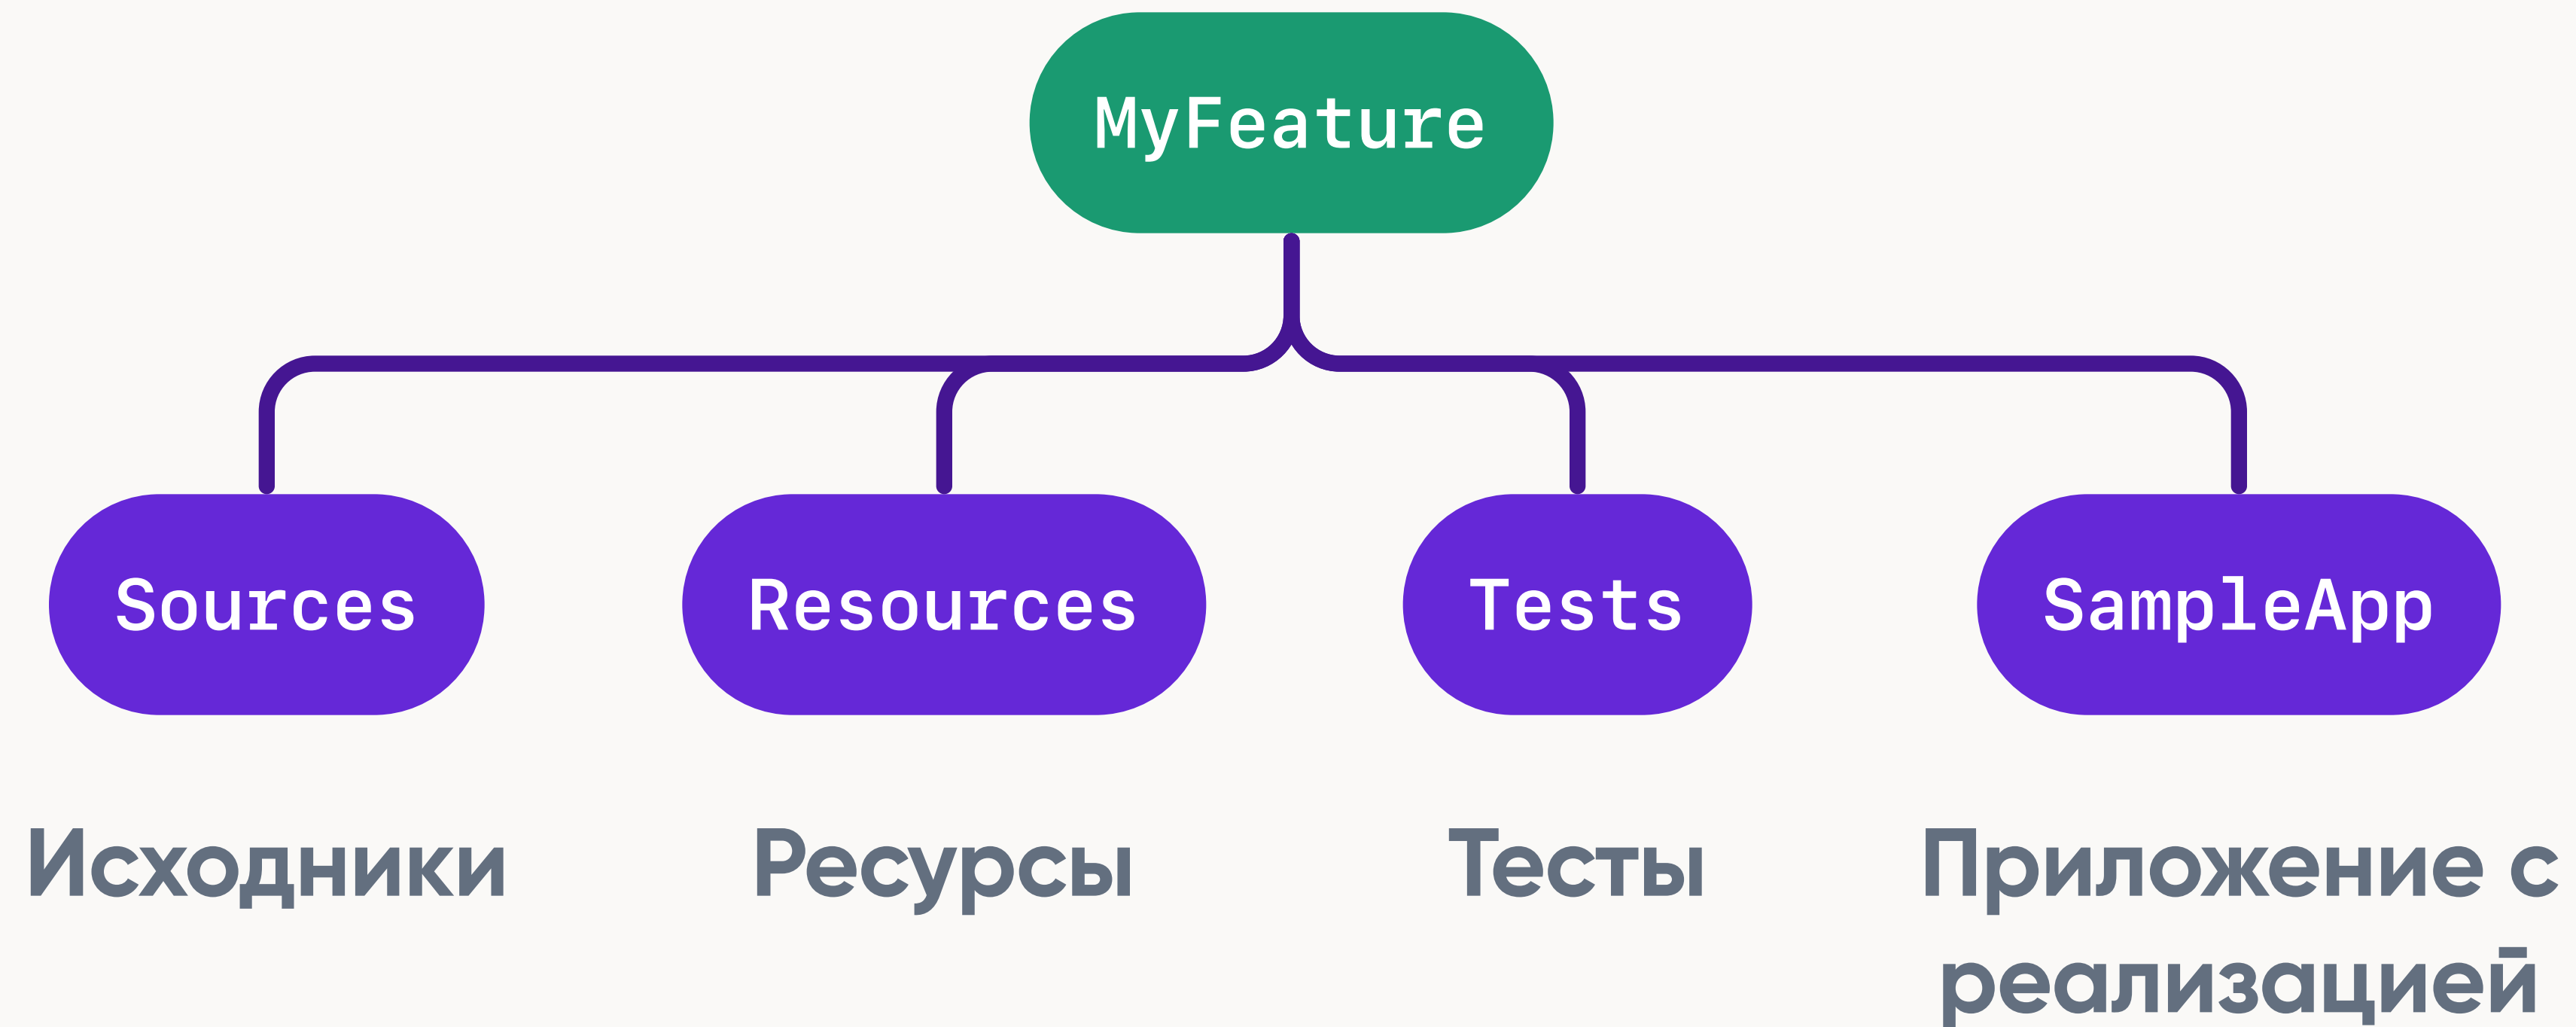 MyFeature
Sources Resources Tests SampleApp
Исходники Ресурсы Тесты Приложение с
реализацией